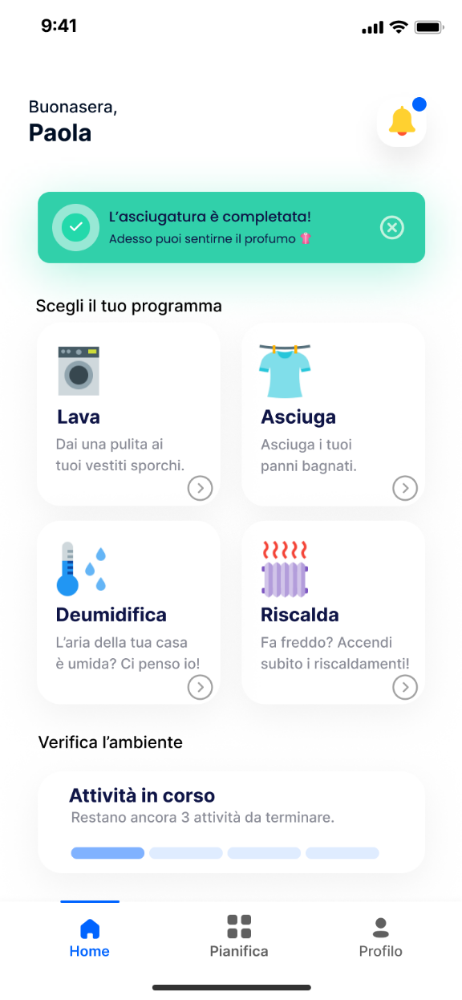 9:41
Buonasera,
Paola
L’asciugatura è completata!
Adesso puoi sentirne il profumo
Scegli il tuo programma
Lava
Dai una pulita ai
tuoi vestiti sporchi.
Asciuga
Asciuga i tuoi
panni bagnati.
Deumidifica
L’aria della tua casa
è umida? Ci penso io!
Riscalda
Fa freddo? Accendi
subito i riscaldamenti!
Verifica l’ambiente
Attività in corso
Restano ancora 3 attività da terminare.
Home
Pianifica
Profilo